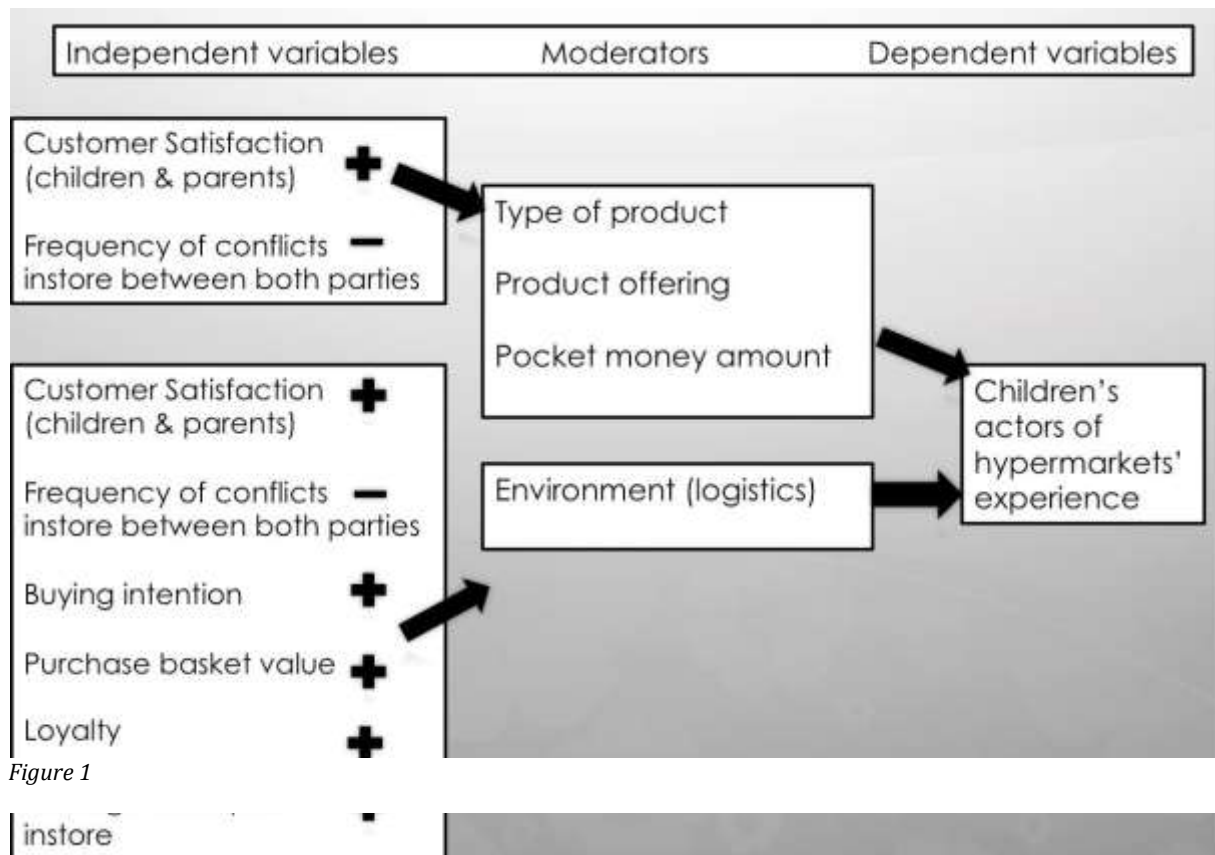 Independent variables Moderators Dependent variables
Customer Satisfaction
(children & parents)
Frequency of conflicts
instore between both parties
Type of product
Product offering
Pocket money amount
Customer Satisfaction
(children & parents)
Frequency of conflicts
instore between both parties
Buying intention
Purchase basket value
Loyalty
Environment (logistics)
Children's
actors of
hypermarkets'
experience
Figure 1
instore